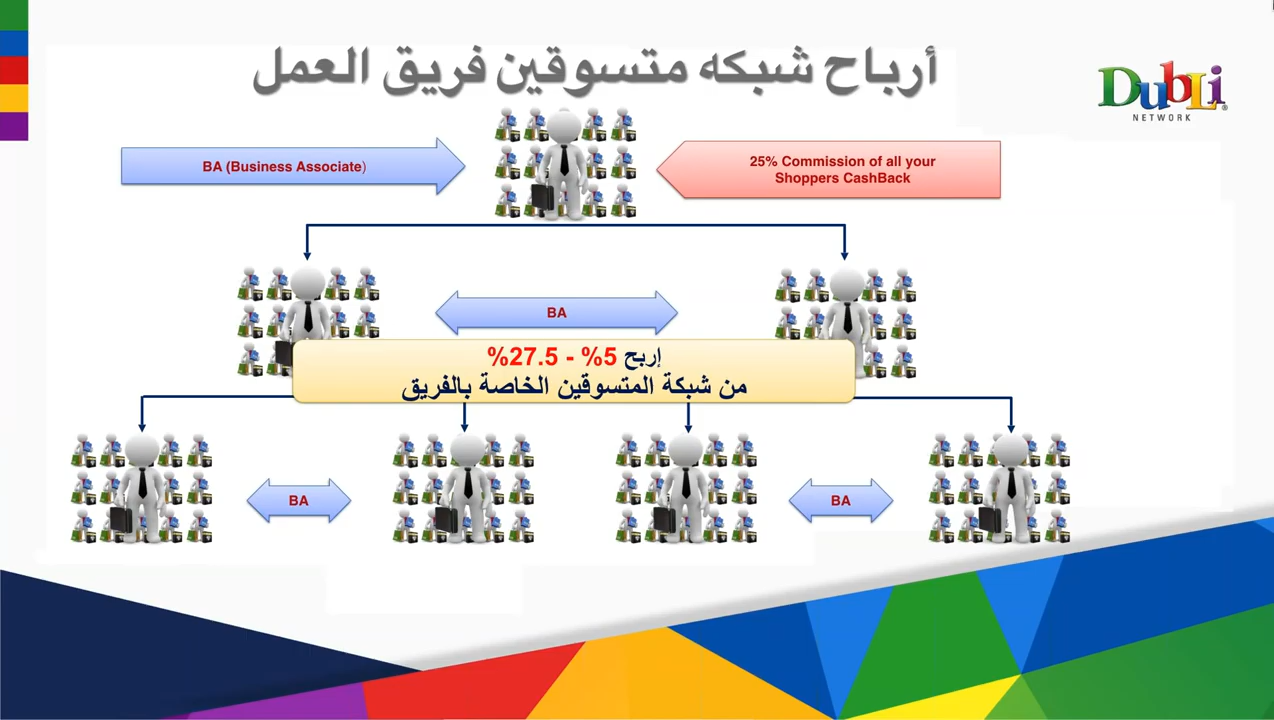 أرباح شبكه متسوقين فريق العمل
DubLi®
NETWORK
BA (Business Associate)
25% Commission of all your
Shoppers CashBack
BA
إربح 5% - 27.5%
من شبكة المتسوقين الخاصة بالفريق
BA
BA